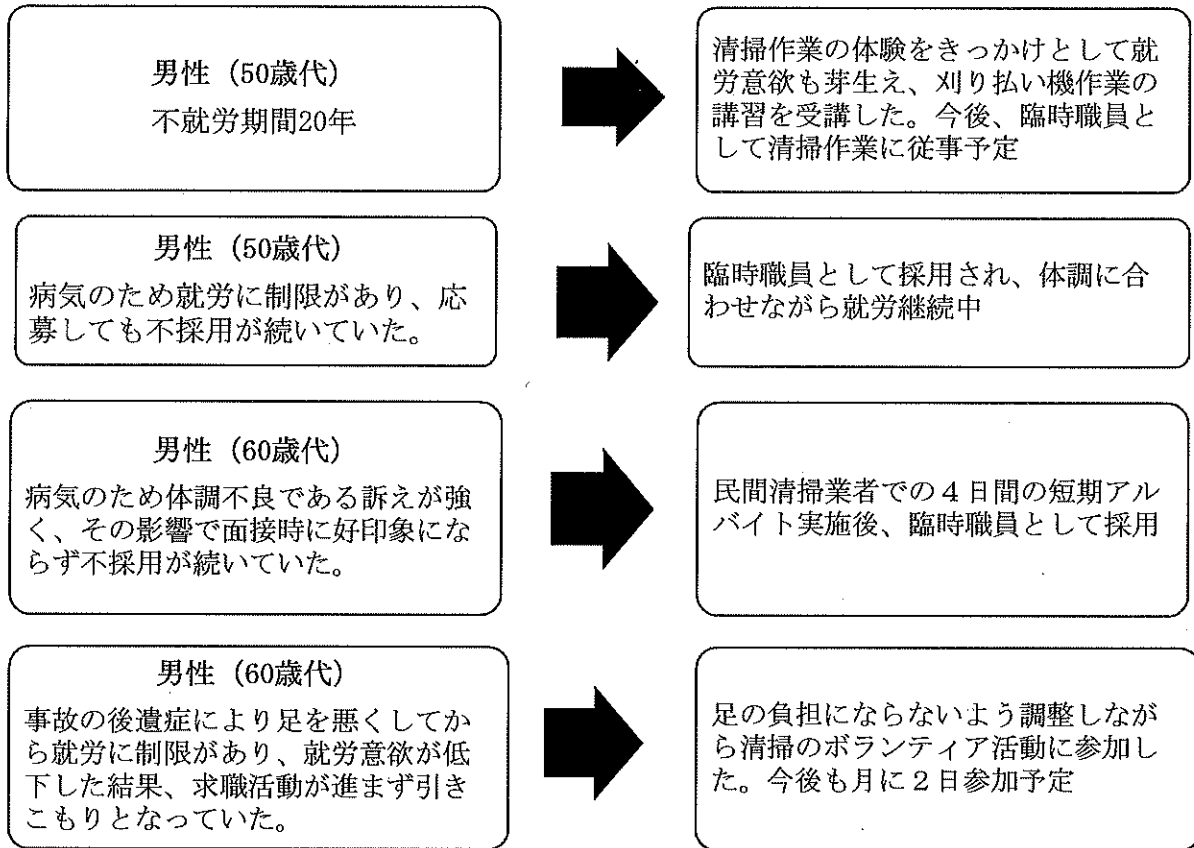 男性（50歳代）
不就労期間20年
清掃作業の体験をきっかけとして就
労意欲も芽生え、刈り払い機作業の
講習を受講した。今後、臨時職員と
して清掃作業に従事予定
男性（50歳代）
病気のため就労に制限があり、応
募しても不採用が続いていた。
臨時職員として採用され、体調に合
わせながら就労継続中
男性（60歳代）
病気のため体調不良である訴えが強
く、その影響で面接時に好印象にな
らず不採用が続いていた。
民間清掃業者での４日間の短期アル
バイト実施後、臨時職員として採用
男性（60歳代）
事故の後遺症により足を悪くしてか
ら就労に制限があり、就労意欲が低
下した結果、求職活動が進まず引き
こもりとなっていた。
足の負担にならないよう調整しなが
ら清掃のボランティア活動に参加し
た。今後も月に２日参加予定